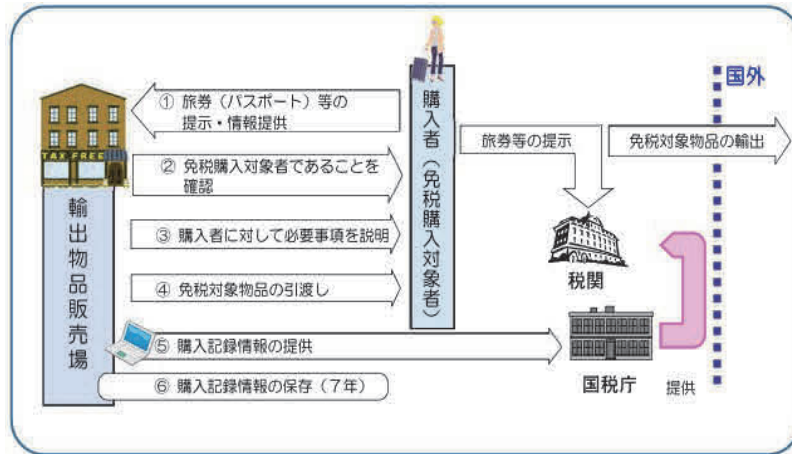 国外
① 旅券（パスポート）等の
提示・情報提供
TAX FREE
② 免税購入対象者であることを
確認
③ 購入者に対して必要事項を説明
④ 免税対象物品の引渡し
⑤ 購入記録情報の提供
⑥ 購入記録情報の保存（７年）
輸出物品販売場
購入者（免税購入対象者）
旅券等の提示
免税対象物品の輸出
税関
国税庁
提供